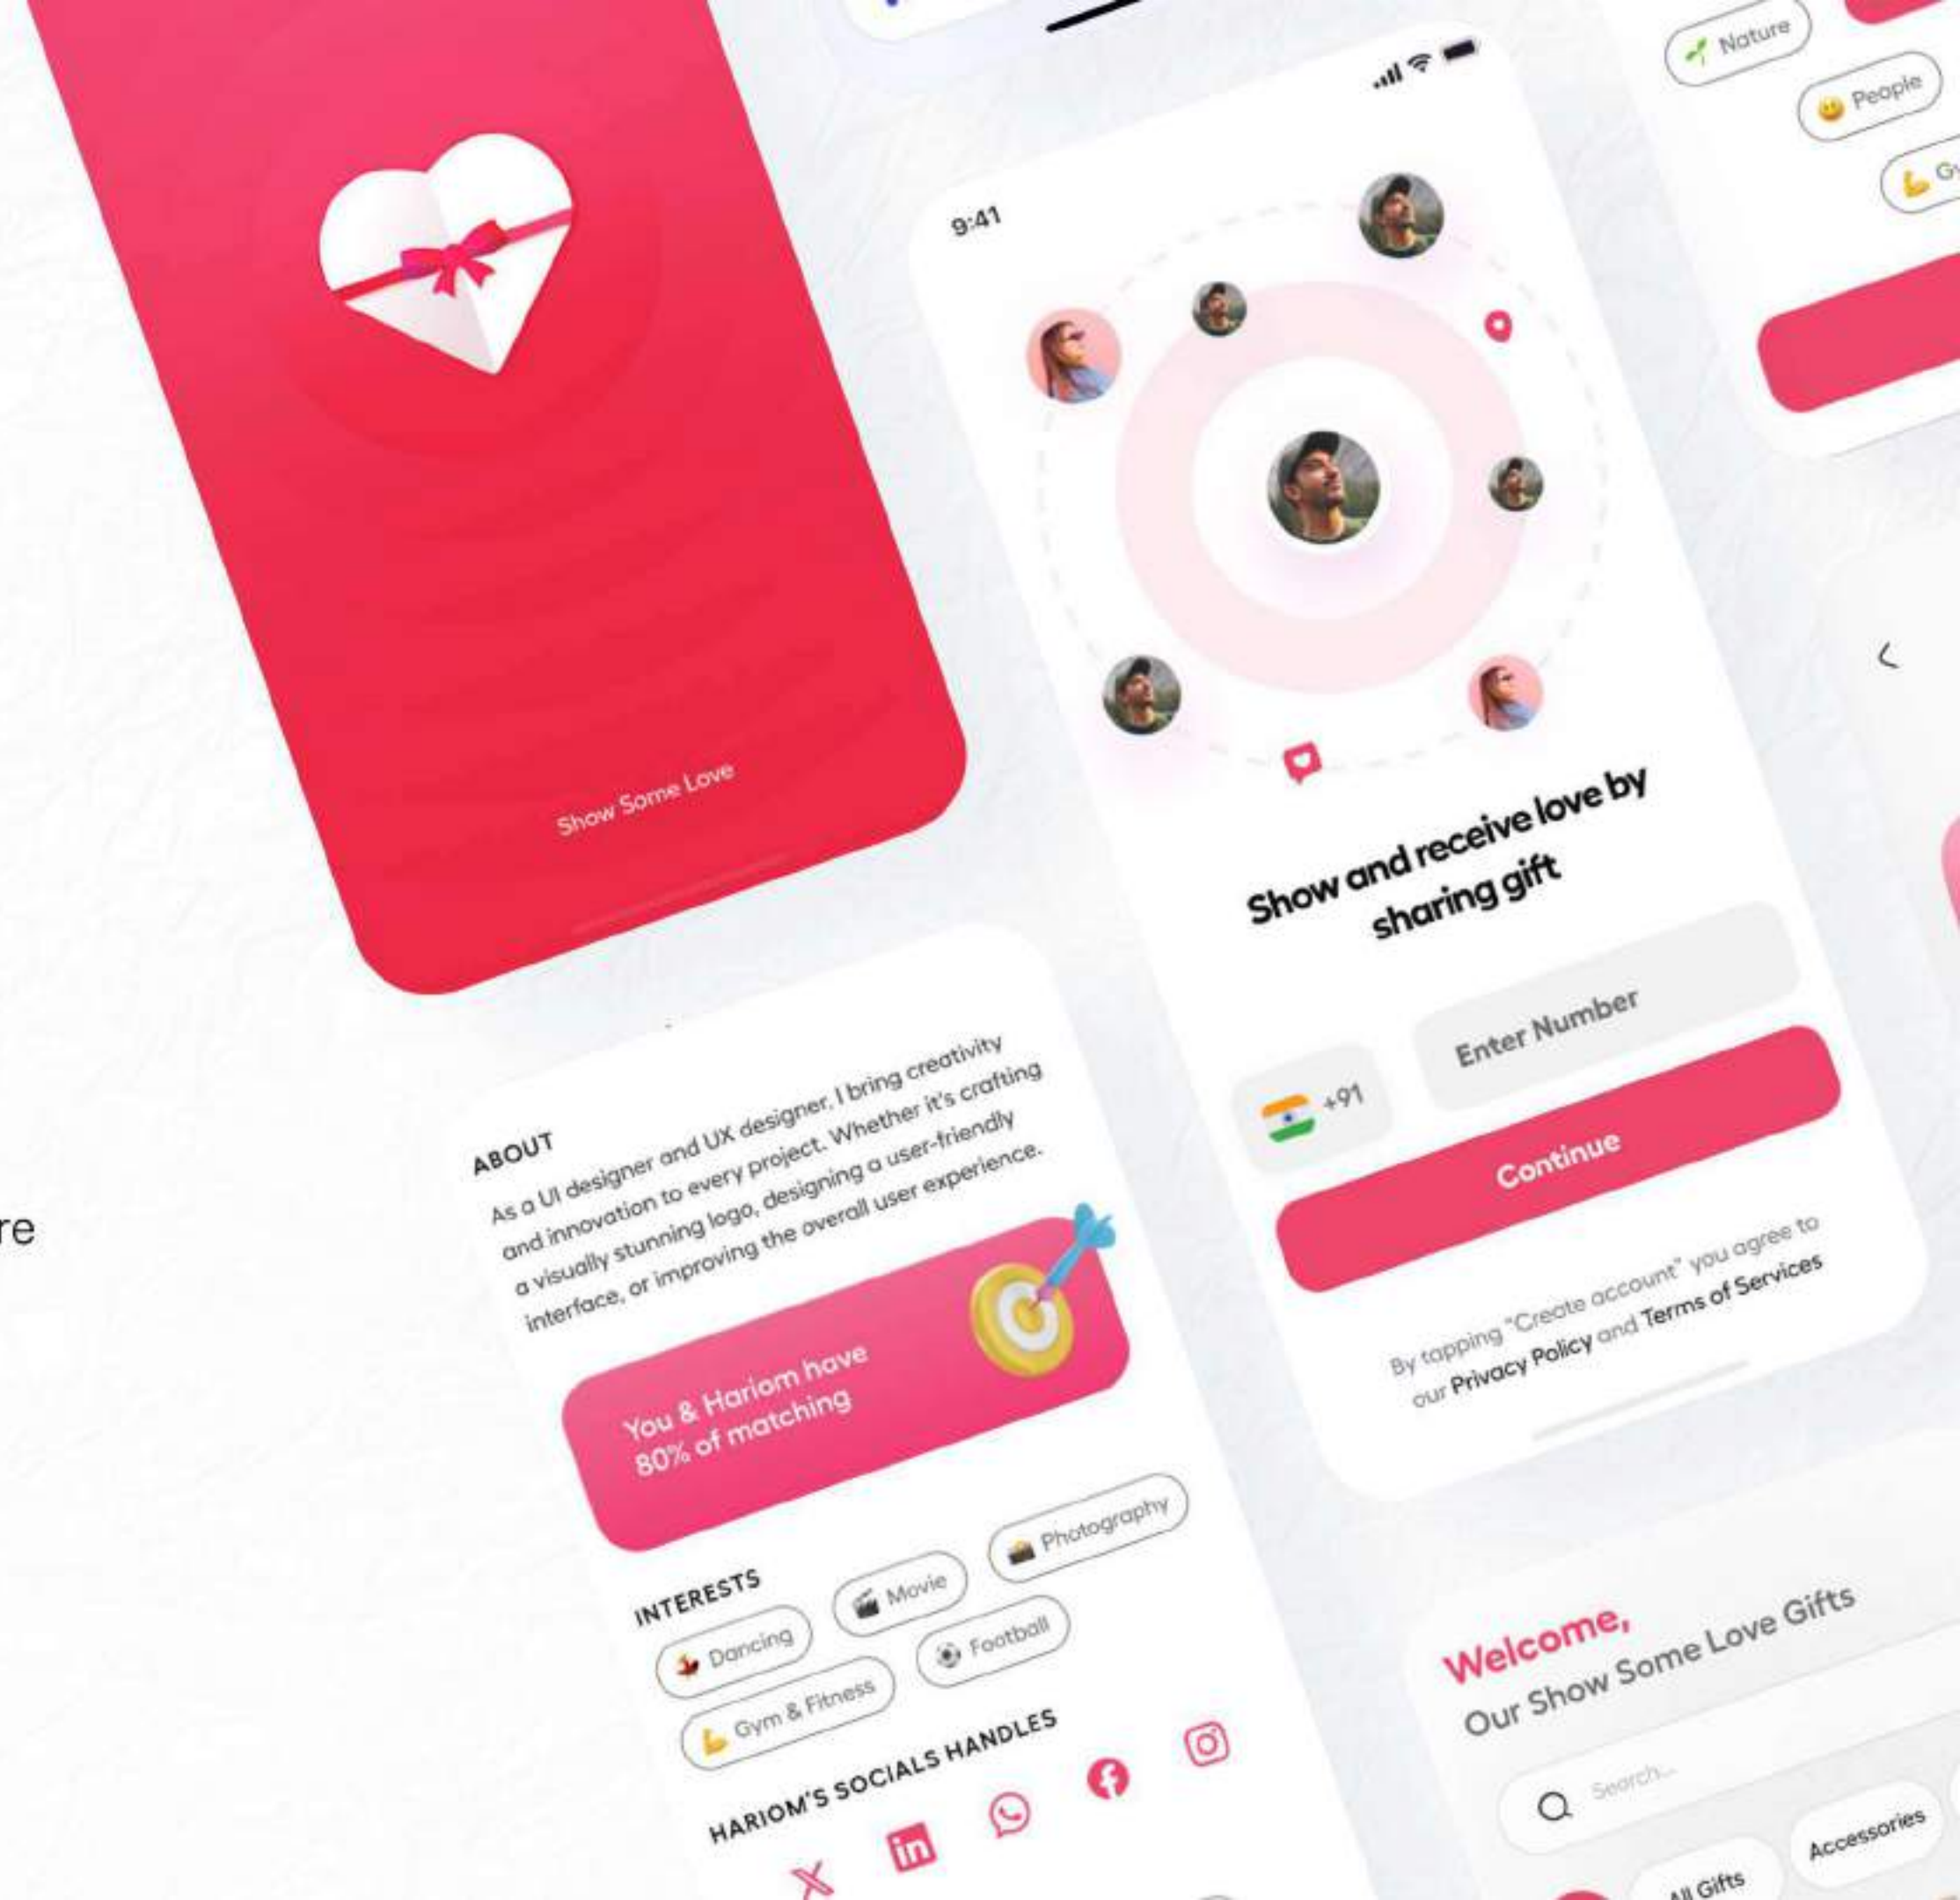 re
Show Some Love
9:41
Show and receive love by
sharing gift
+91
Enter Number
Continue
By tapping "Create account" you agree to
our Privacy Policy and Terms of Services
Nature
People
ABOUT
As a UI designer and UX designer, I bring creativity
and innovation to every project. Whether it's crafting
a visually stunning logo, designing a user-friendly
interface, or improving the overall user experience.
You & Hariom have
80% of matching
INTERESTS
Dancing
Movie
Photography
Gym & Fitness
Football
HARIOM'S SOCIALS HANDLES
in
Welcome,
Our Show Some Love Gifts
Search...
All Gifts
Accessories